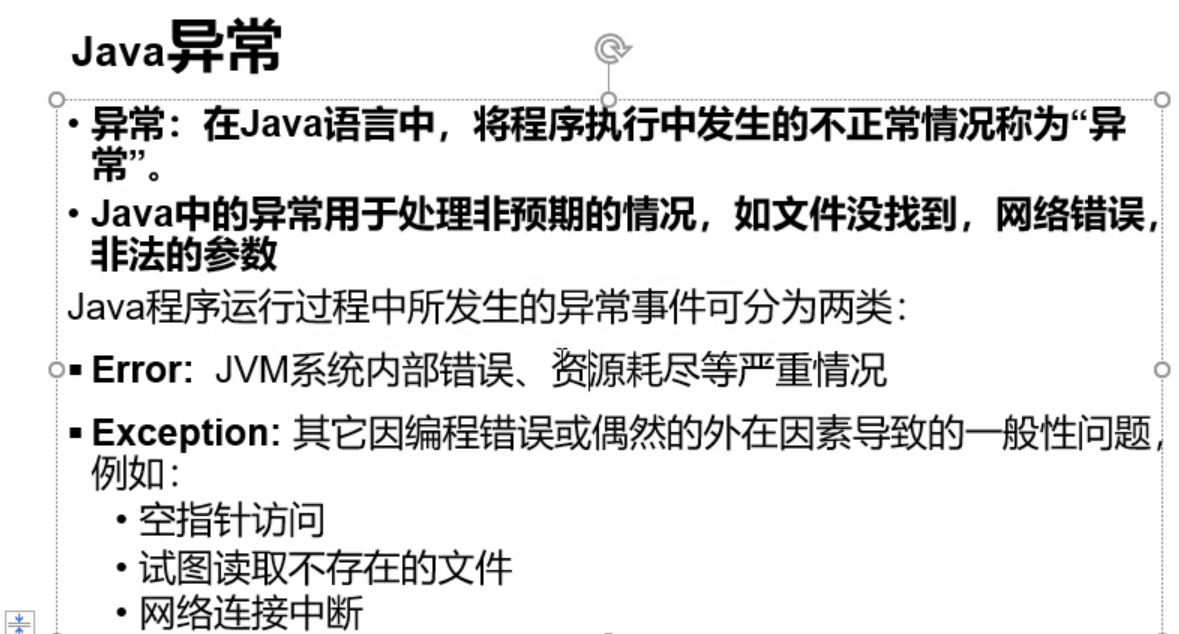 Java异常
• 异常：在Java语言中，将程序执行中发生的不正常情况称为“异
常”。
• Java中的异常用于处理非预期的情况，如文件没找到，网络错误，
非法的参数
Java程序运行过程中所发生的异常事件可分为两类：
▪ Error: JVM系统内部错误、资源耗尽等严重情况
▪ Exception: 其它因编程错误或偶然的外在因素导致的一般性问题，
例如：
• 空指针访问
• 试图读取不存在的文件
• 网络连接中断